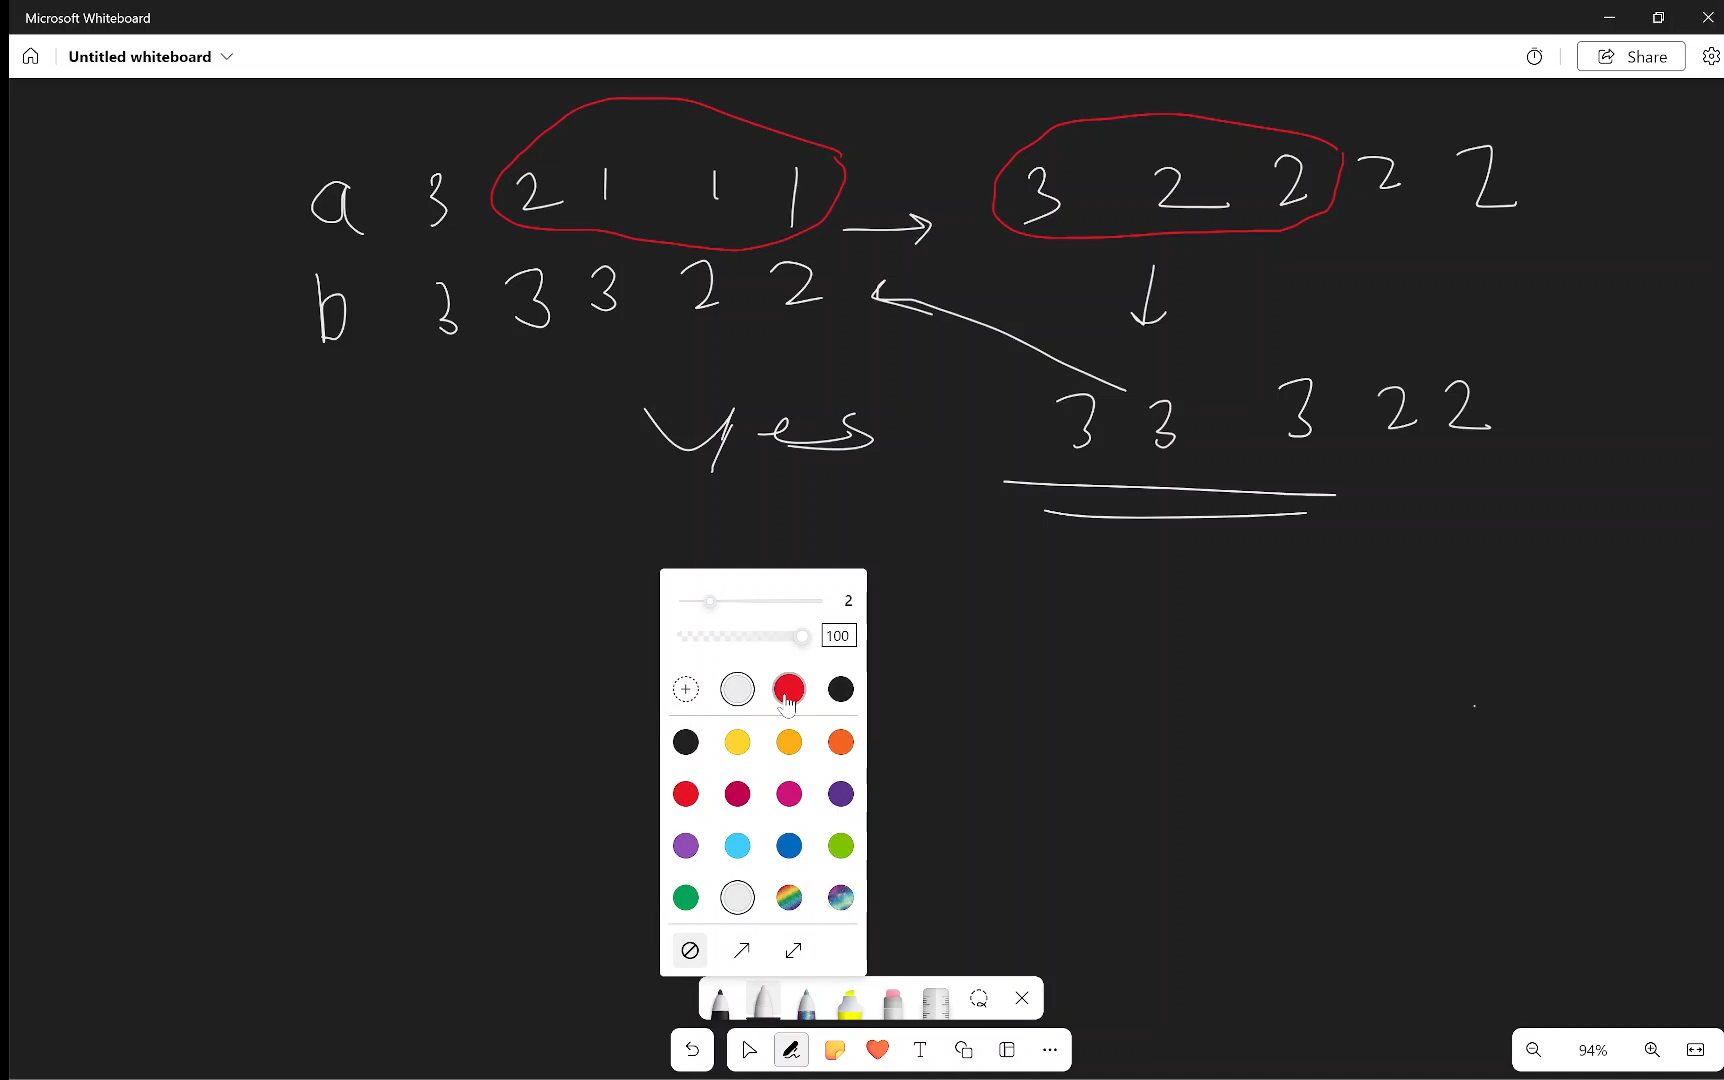 Microsoft Whiteboard
Untitled whiteboard
Share
a 3 2 1 1 1 → 3 2 2 2 2
b 3 3 3 2 2
yes
3 3 3 2 2
2
100
94%